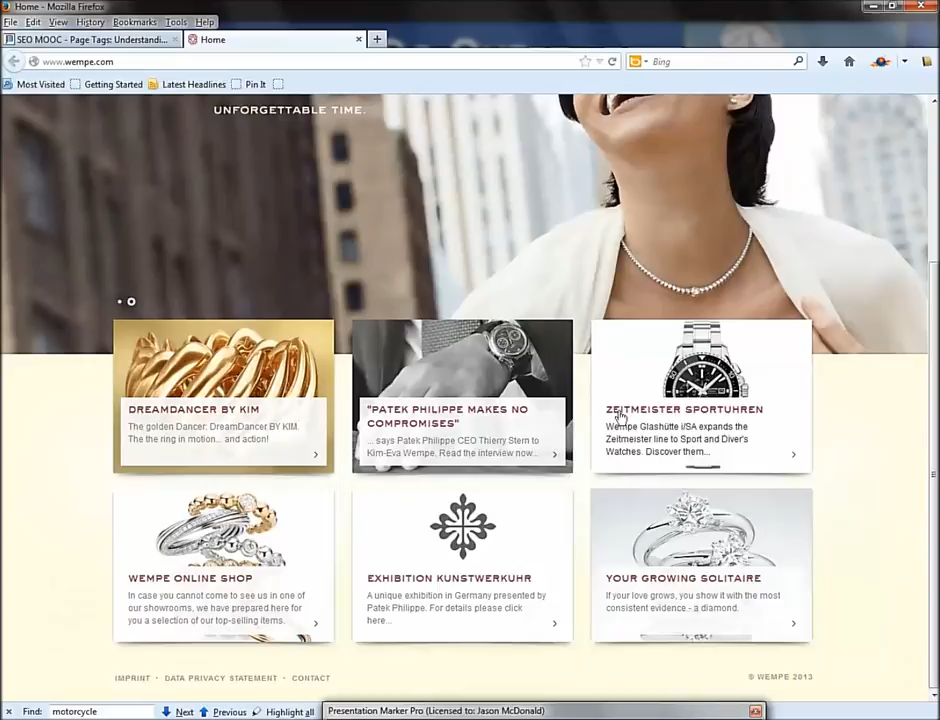 Home - Mozilla Firefox
File Edit View History Bookmarks Tools Help
SEO MOOC - Page Tags: Understandi... × Home × +
www.wempe.com Bing
Most Visited Getting Started Latest Headlines Pin It
UNFORGETTABLE TIME.
DREAMDANCER BY KIM
The golden Dancer: DreamDancer BY KIM.
The the ring in motion... and action!
"PATEK PHILIPPE MAKES NO
COMPROMISES"
... says Patek Philippe CEO Thierry Stern to
Kim-Eva Wempe. Read the interview now...
ZEITMEISTER SPORTUHREN
Wempe Glashütte i/SA expands the
Zeitmeister line to Sport and Diver's
Watches. Discover them...
WEMPE ONLINE SHOP
In case you cannot come to see us in one of
our showrooms, we have prepared here for
you a selection of our top-selling items.
EXHIBITION KUNSTWERKUHR
A unique exhibition in Germany presented by
Patek Philippe. For details please click
here...
YOUR GROWING SOLITAIRE
If your love grows, you show it with the most
consistent evidence - a diamond.
IMPRINT · DATA PRIVACY STATEMENT · CONTACT
© WEMPE 2013
× Find: motorcycle Next Previous Highlight all
Presentation Marker Pro (Licensed to: Jason McDonald)